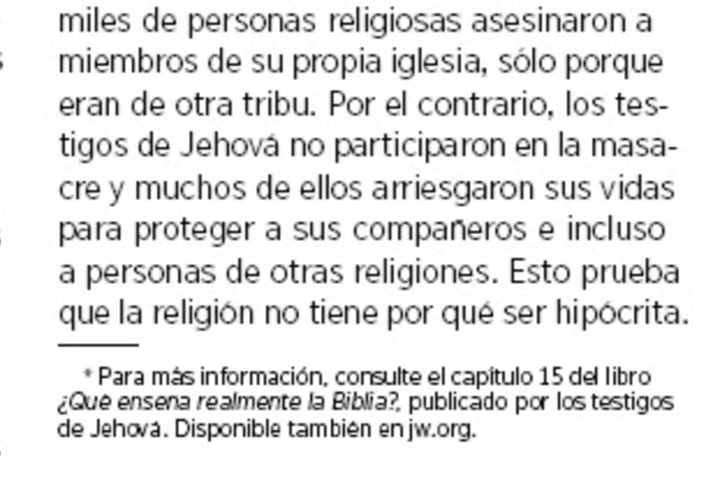 miles de personas religiosas asesinaron a
miembros de su propia iglesia, sólo porque
eran de otra tribu. Por el contrario, los tes-
tigos de Jehová no participaron en la masa-
cre y muchos de ellos arriesgaron sus vidas
para proteger a sus compañeros e incluso
a personas de otras religiones. Esto prueba
que la religión no tiene por qué ser hipócrita.
* Para más información, consulte el capítulo 15 del libro
¿Qué enseña realmente la Biblia?, publicado por los testigos
de Jehová. Disponible también en jw.org.